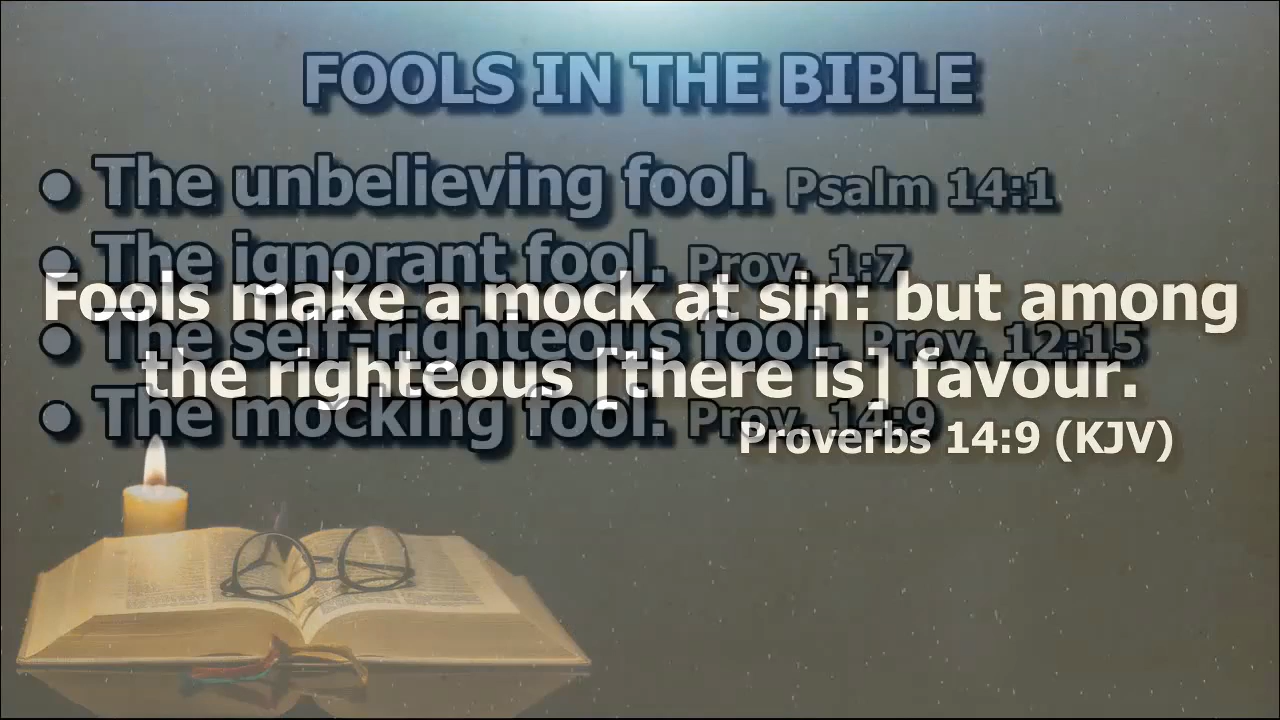 FOOLS IN THE BIBLE
• The unbelieving fool. Psalm 14:1
• The ignorant fool. Prov. 1:7
Fools make a mock at sin: but among
• The self-righteous fool. Prov. 12:15
the righteous [there is] favour.
• The mocking fool. Prov. 14:9
Proverbs 14:9 (KJV)